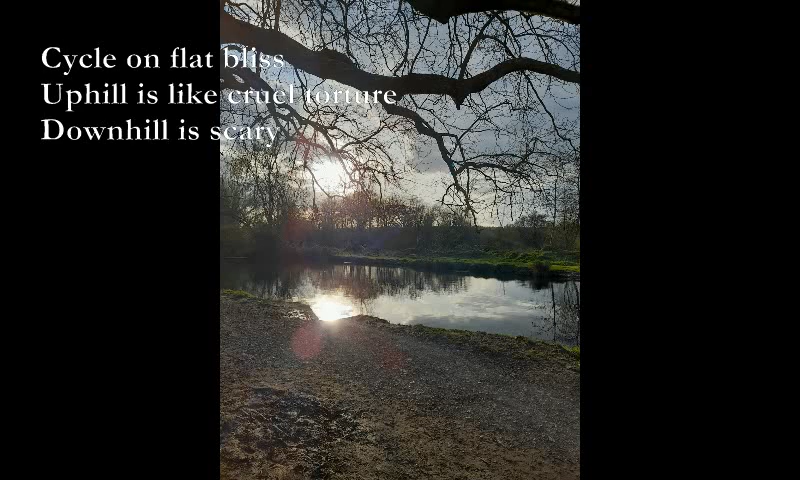 Cycle on flat bliss
Uphill is like cruel torture
Downhill is scary